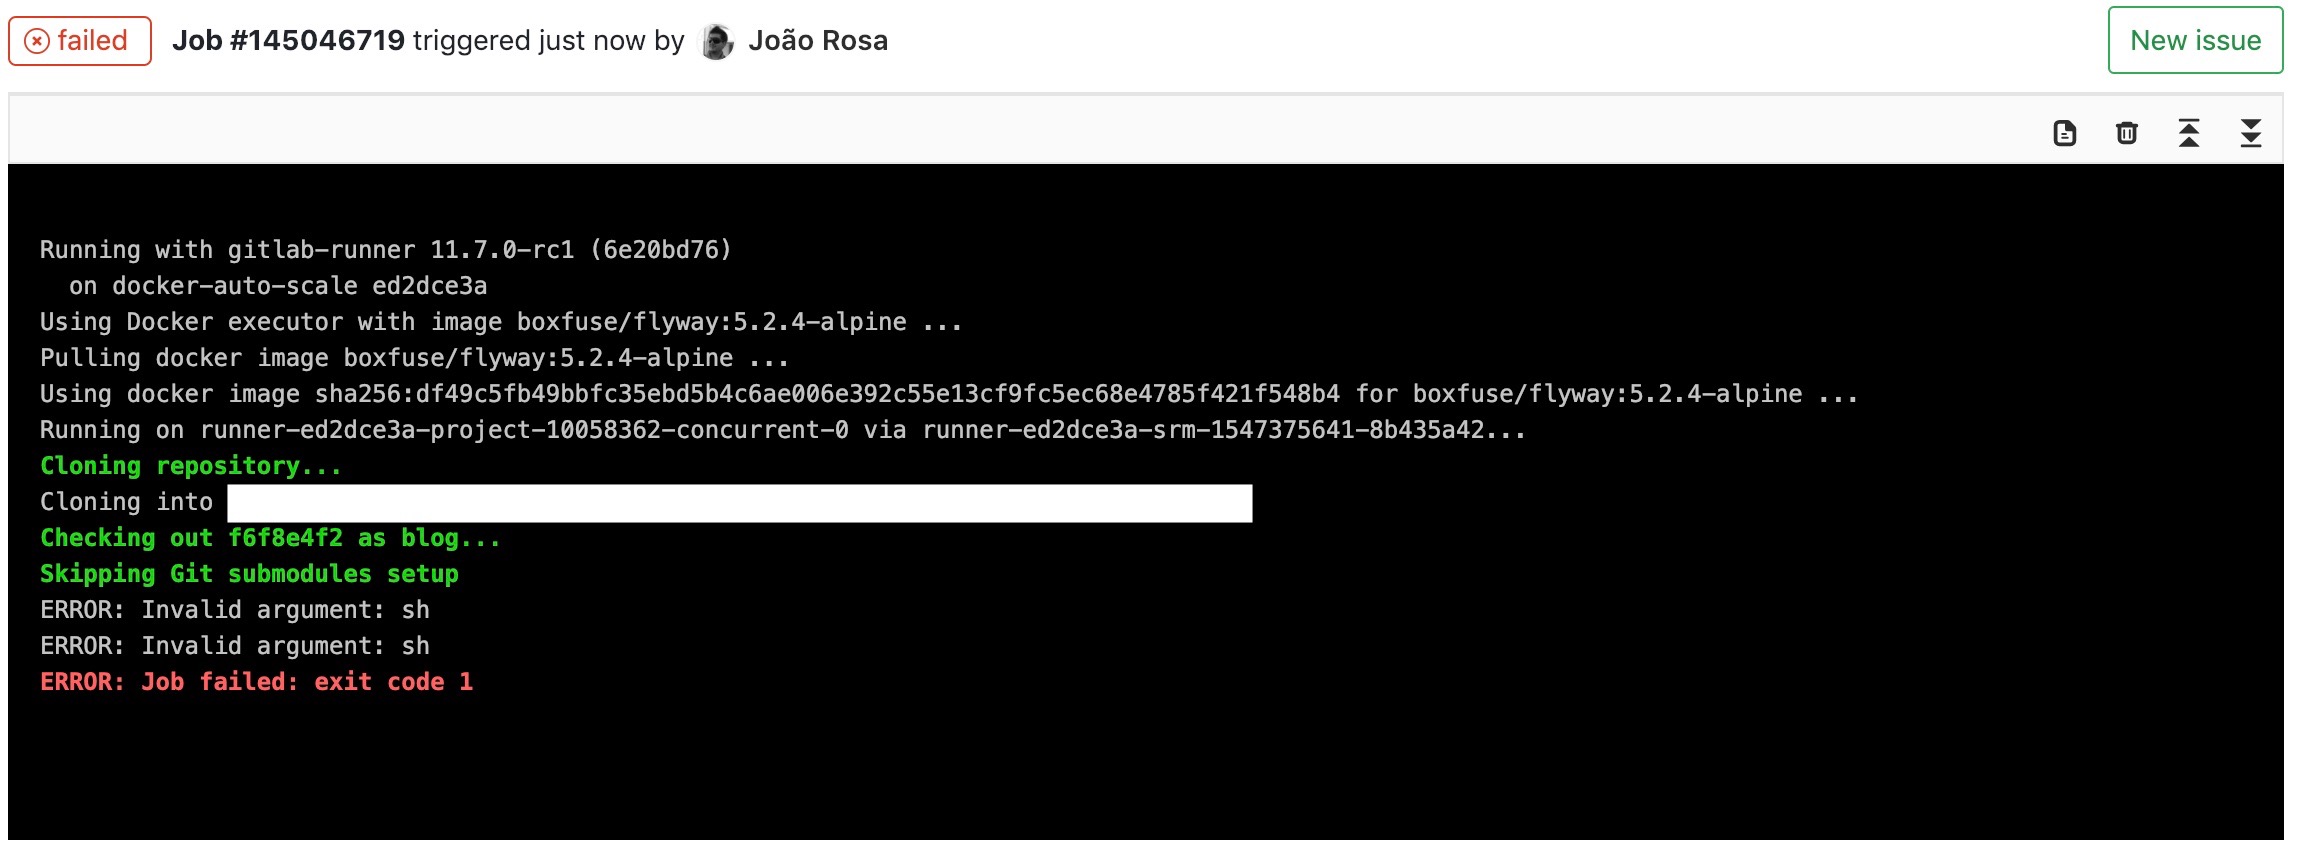 failed Job #145046719 triggered just now by João Rosa New issue
Running with gitlab-runner 11.7.0-rc1 (6e20bd76)
on docker-auto-scale ed2dce3a
Using Docker executor with image boxfuse/flyway:5.2.4-alpine ...
Pulling docker image boxfuse/flyway:5.2.4-alpine ...
Using docker image sha256:df49c5fb49bbfc35ebd5b4c6ae006e392c55e13cf9fc5ec68e4785f421f548b4 for boxfuse/flyway:5.2.4-alpine ...
Running on runner-ed2dce3a-project-10058362-concurrent-0 via runner-ed2dce3a-srm-1547375641-8b435a42...
Cloning repository...
Cloning into
Checking out f6f8e4f2 as blog...
Skipping Git submodules setup
ERROR: Invalid argument: sh
ERROR: Invalid argument: sh
ERROR: Job failed: exit code 1